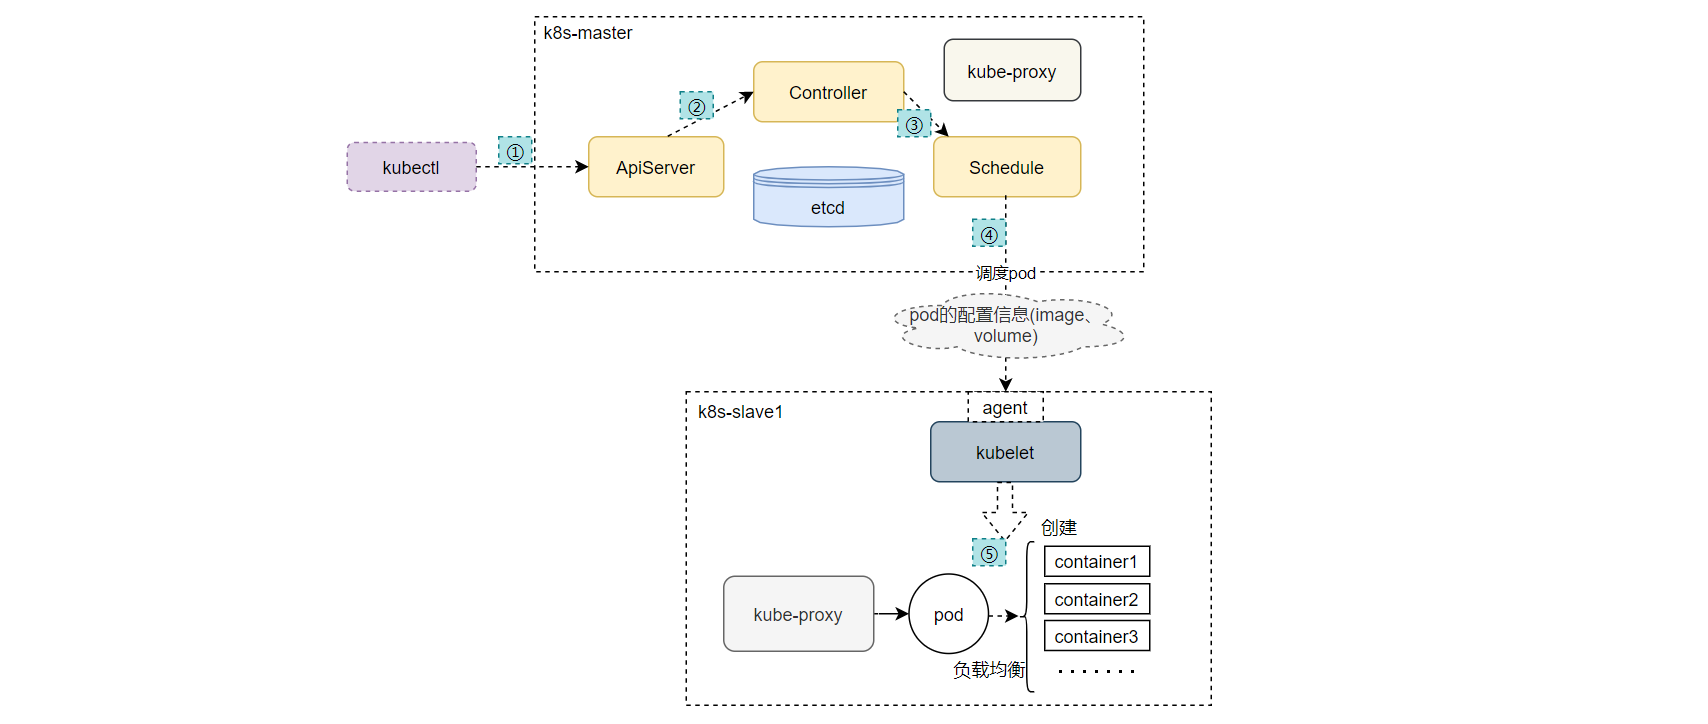 k8s-master
kube-proxy
Controller
②
③
①
kubectl
ApiServer
Schedule
etcd
④
调度pod
pod的配置信息(image、
volume)
k8s-slave1
agent
kubelet
创建
⑤
container1
container2
container3
kube-proxy
pod
负载均衡
·······